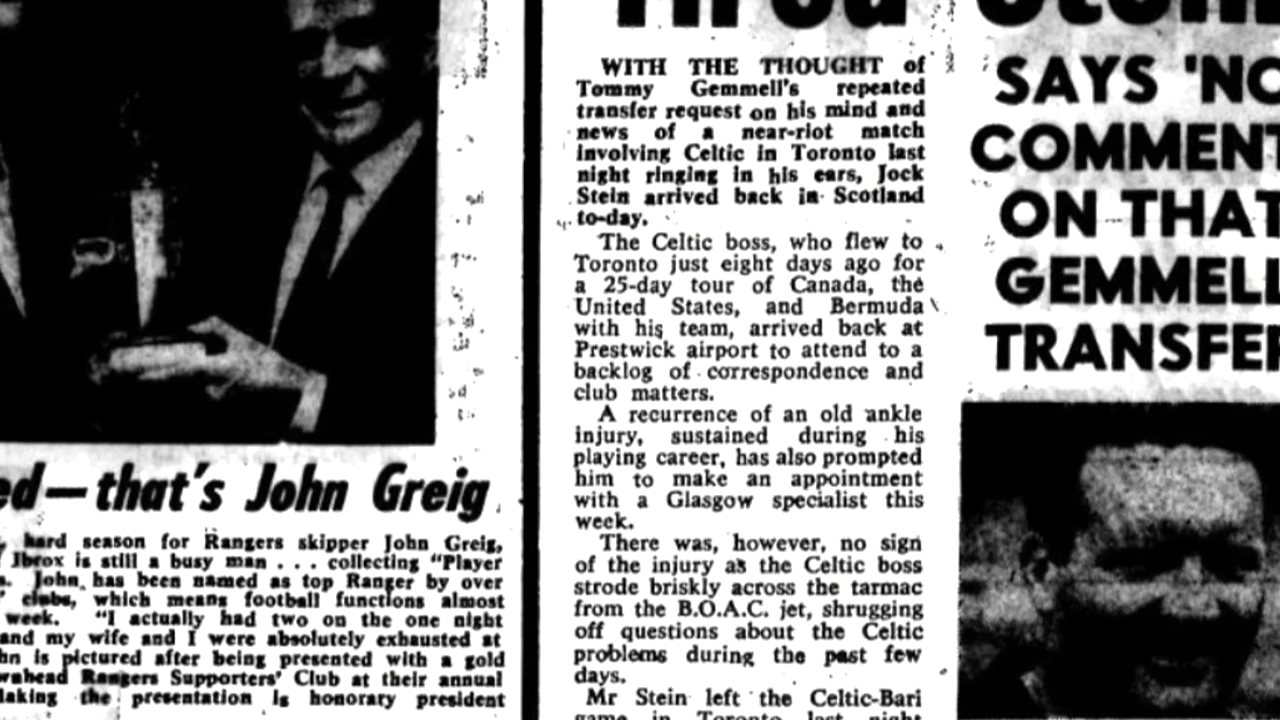 ed—that's John Greig
hard season for Rangers skipper John Greig,
Ibrox is still a busy man . . . collecting "Player
John has been named as top Ranger by over
clubs, which means football functions almost
week. "I actually had two on the one night
and my wife and I were absolutely exhausted at
hn is pictured after being presented with a gold
wnhead Rangers Supporters' Club at their annual
Making the presentation is honorary president
WITH THE THOUGHT of
Tommy Gemmell's repeated
transfer request on his mind and
news of a near-riot match
involving Celtic in Toronto last
night ringing in his ears, Jock
Stein arrived back in Scotland
to-day.
The Celtic boss, who flew to
Toronto just eight days ago for
a 25-day tour of Canada, the
United States, and Bermuda
with his team, arrived back at
Prestwick airport to attend to a
backlog of correspondence and
club matters.
A recurrence of an old ankle
injury, sustained during his
playing career, has also prompted
him to make an appointment
with a Glasgow specialist this
week.
There was, however, no sign
of the injury as the Celtic boss
strode briskly across the tarmac
from the B.O.A.C. jet, shrugging
off questions about the Celtic
problems during the past few
days.
Mr Stein left the Celtic-Bari
game in Toronto last night
SAYS 'NO
COMMENT
ON THAT
GEMMELL
TRANSFER